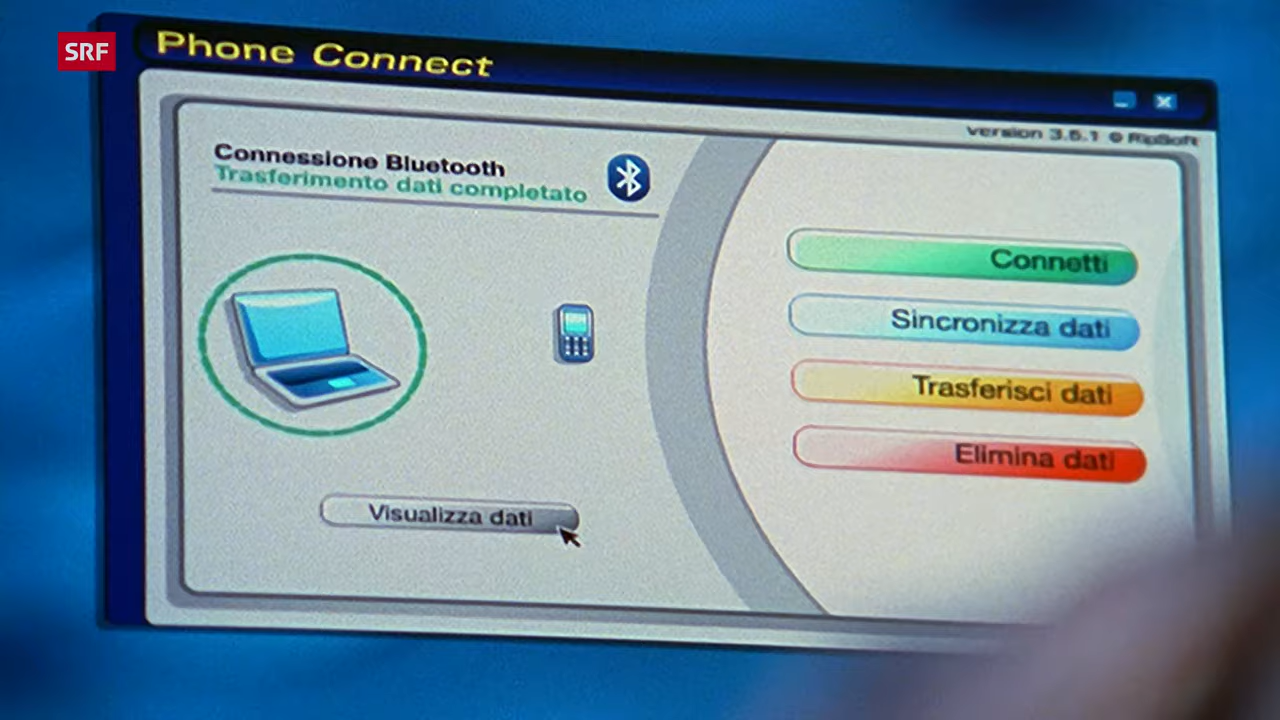 SRF
Phone Connect
version 3.5.1 © RipSoft
Connessione Bluetooth
Trasferimento dati completato
Connetti
Sincronizza dati
Trasferisci dati
Elimina dati
Visualizza dati